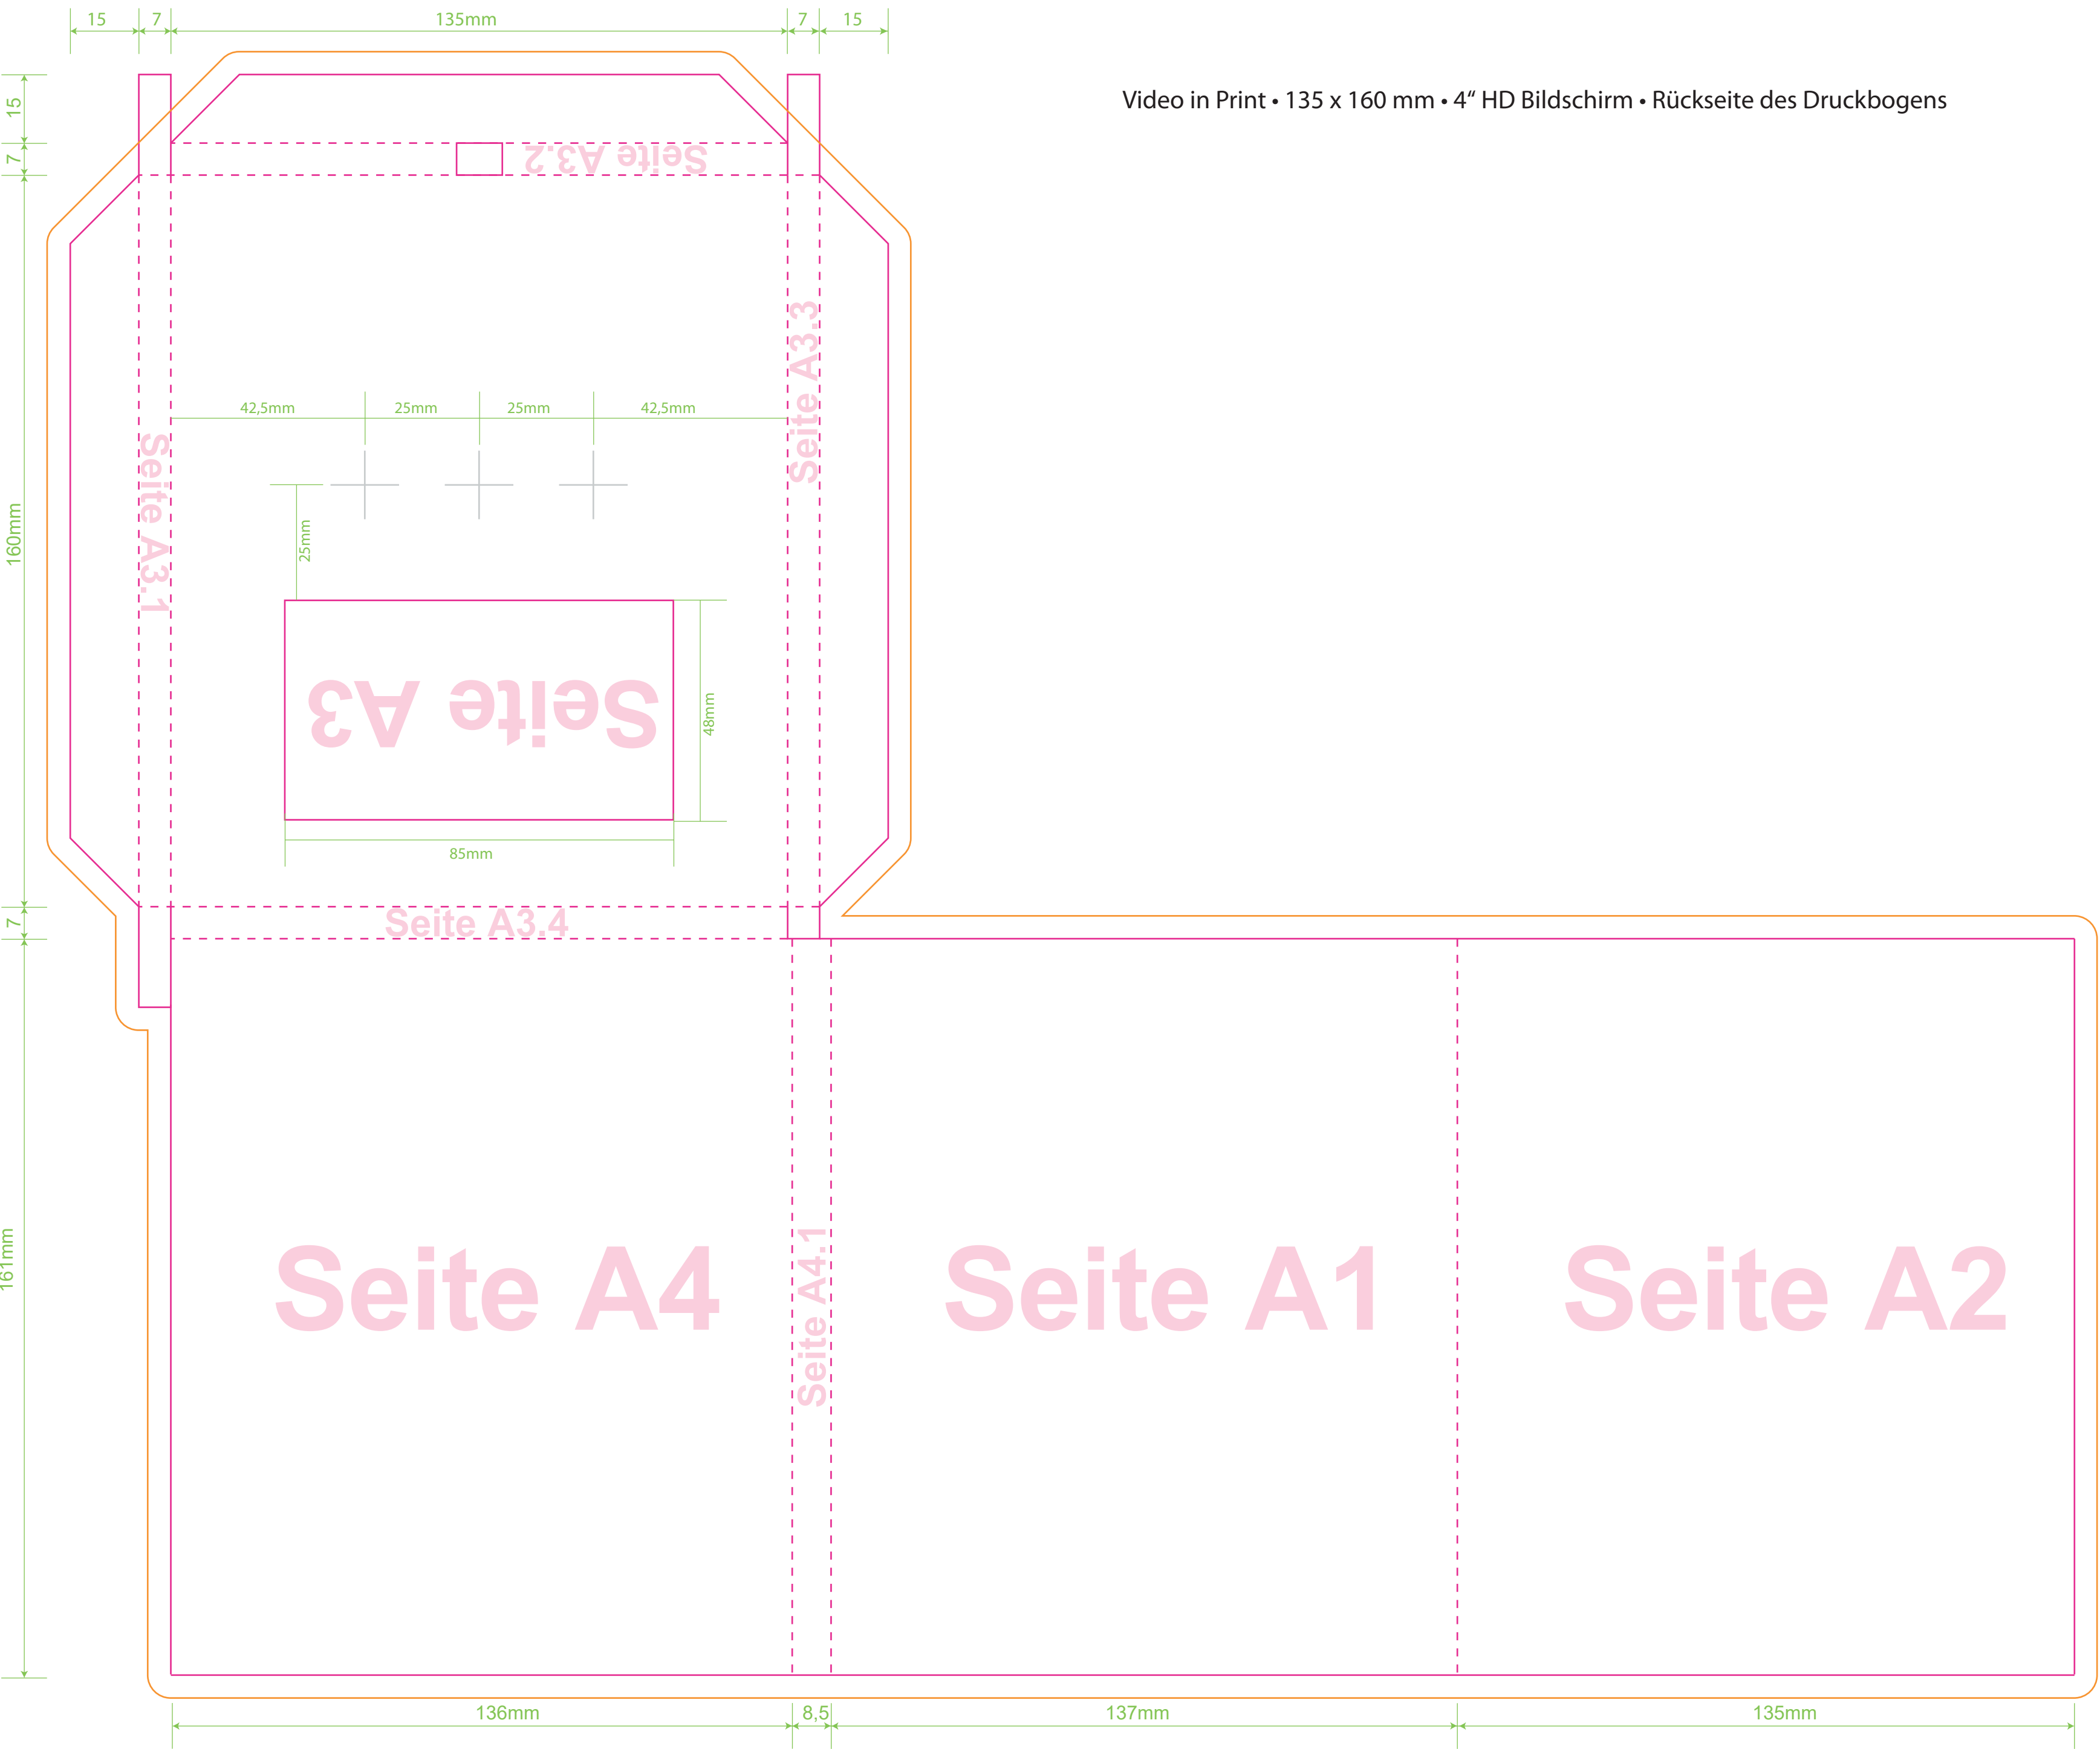 15 7 135mm 7 15
Video in Print • 135 x 160 mm • 4“ HD Bildschirm • Rückseite des Druckbogens
15
7
Seite A3.2
160mm
Seite A3.3
42,5mm 25mm 25mm 42,5mm
Seite A3.1
25mm
Seite A3
48mm
85mm
7
Seite A3.4
161mm
Seite A4
Seite A4.1
Seite A1
Seite A2
136mm 8,5 137mm 135mm